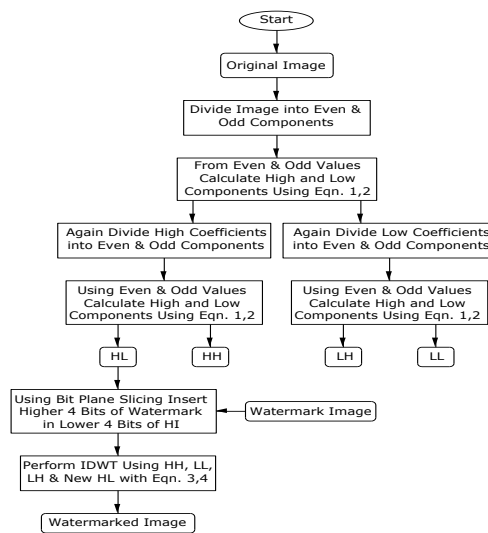 Start
Original Image
Divide Image into Even &
Odd Components
From Even & Odd Values
Calculate High and Low
Components Using Eqn. 1,2
Again Divide High Coefficients
into Even & Odd Components
Again Divide Low Coefficients
into Even & Odd Components
Using Even & Odd Values
Calculate High and Low
Components Using Eqn. 1,2
Using Even & Odd Values
Calculate High and Low
Components Using Eqn. 1,2
HL
HH
LH
LL
Using Bit Plane Slicing Insert
Higher 4 Bits of Watermark
in Lower 4 Bits of HI
Watermark Image
Perform IDWT Using HH, LL,
LH & New HL with Eqn. 3,4
Watermarked Image